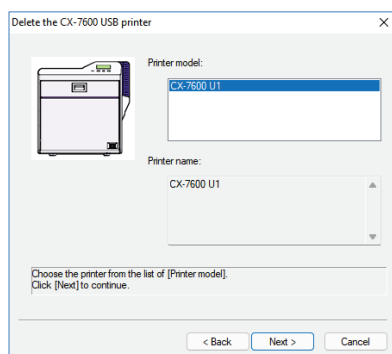 Delete the CX-7600 USB printer
Printer model:
CX-7600 U1
Printer name:
CX-7600 U1
Choose the printer from the list of [Printer model].
Click [Next] to continue.
< Back
Next >
Cancel